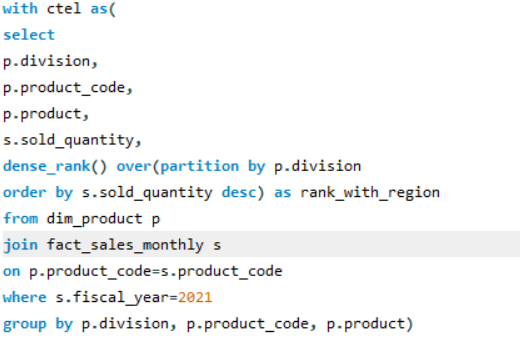 with ctel as(
select
p.division,
p.product_code,
p.product,
s.sold_quantity,
dense_rank() over(partition by p.division
order by s.sold_quantity desc) as rank_with_region
from dim_product p
join fact_sales_monthly s
on p.product_code=s.product_code
where s.fiscal_year=2021
group by p.division, p.product_code, p.product)